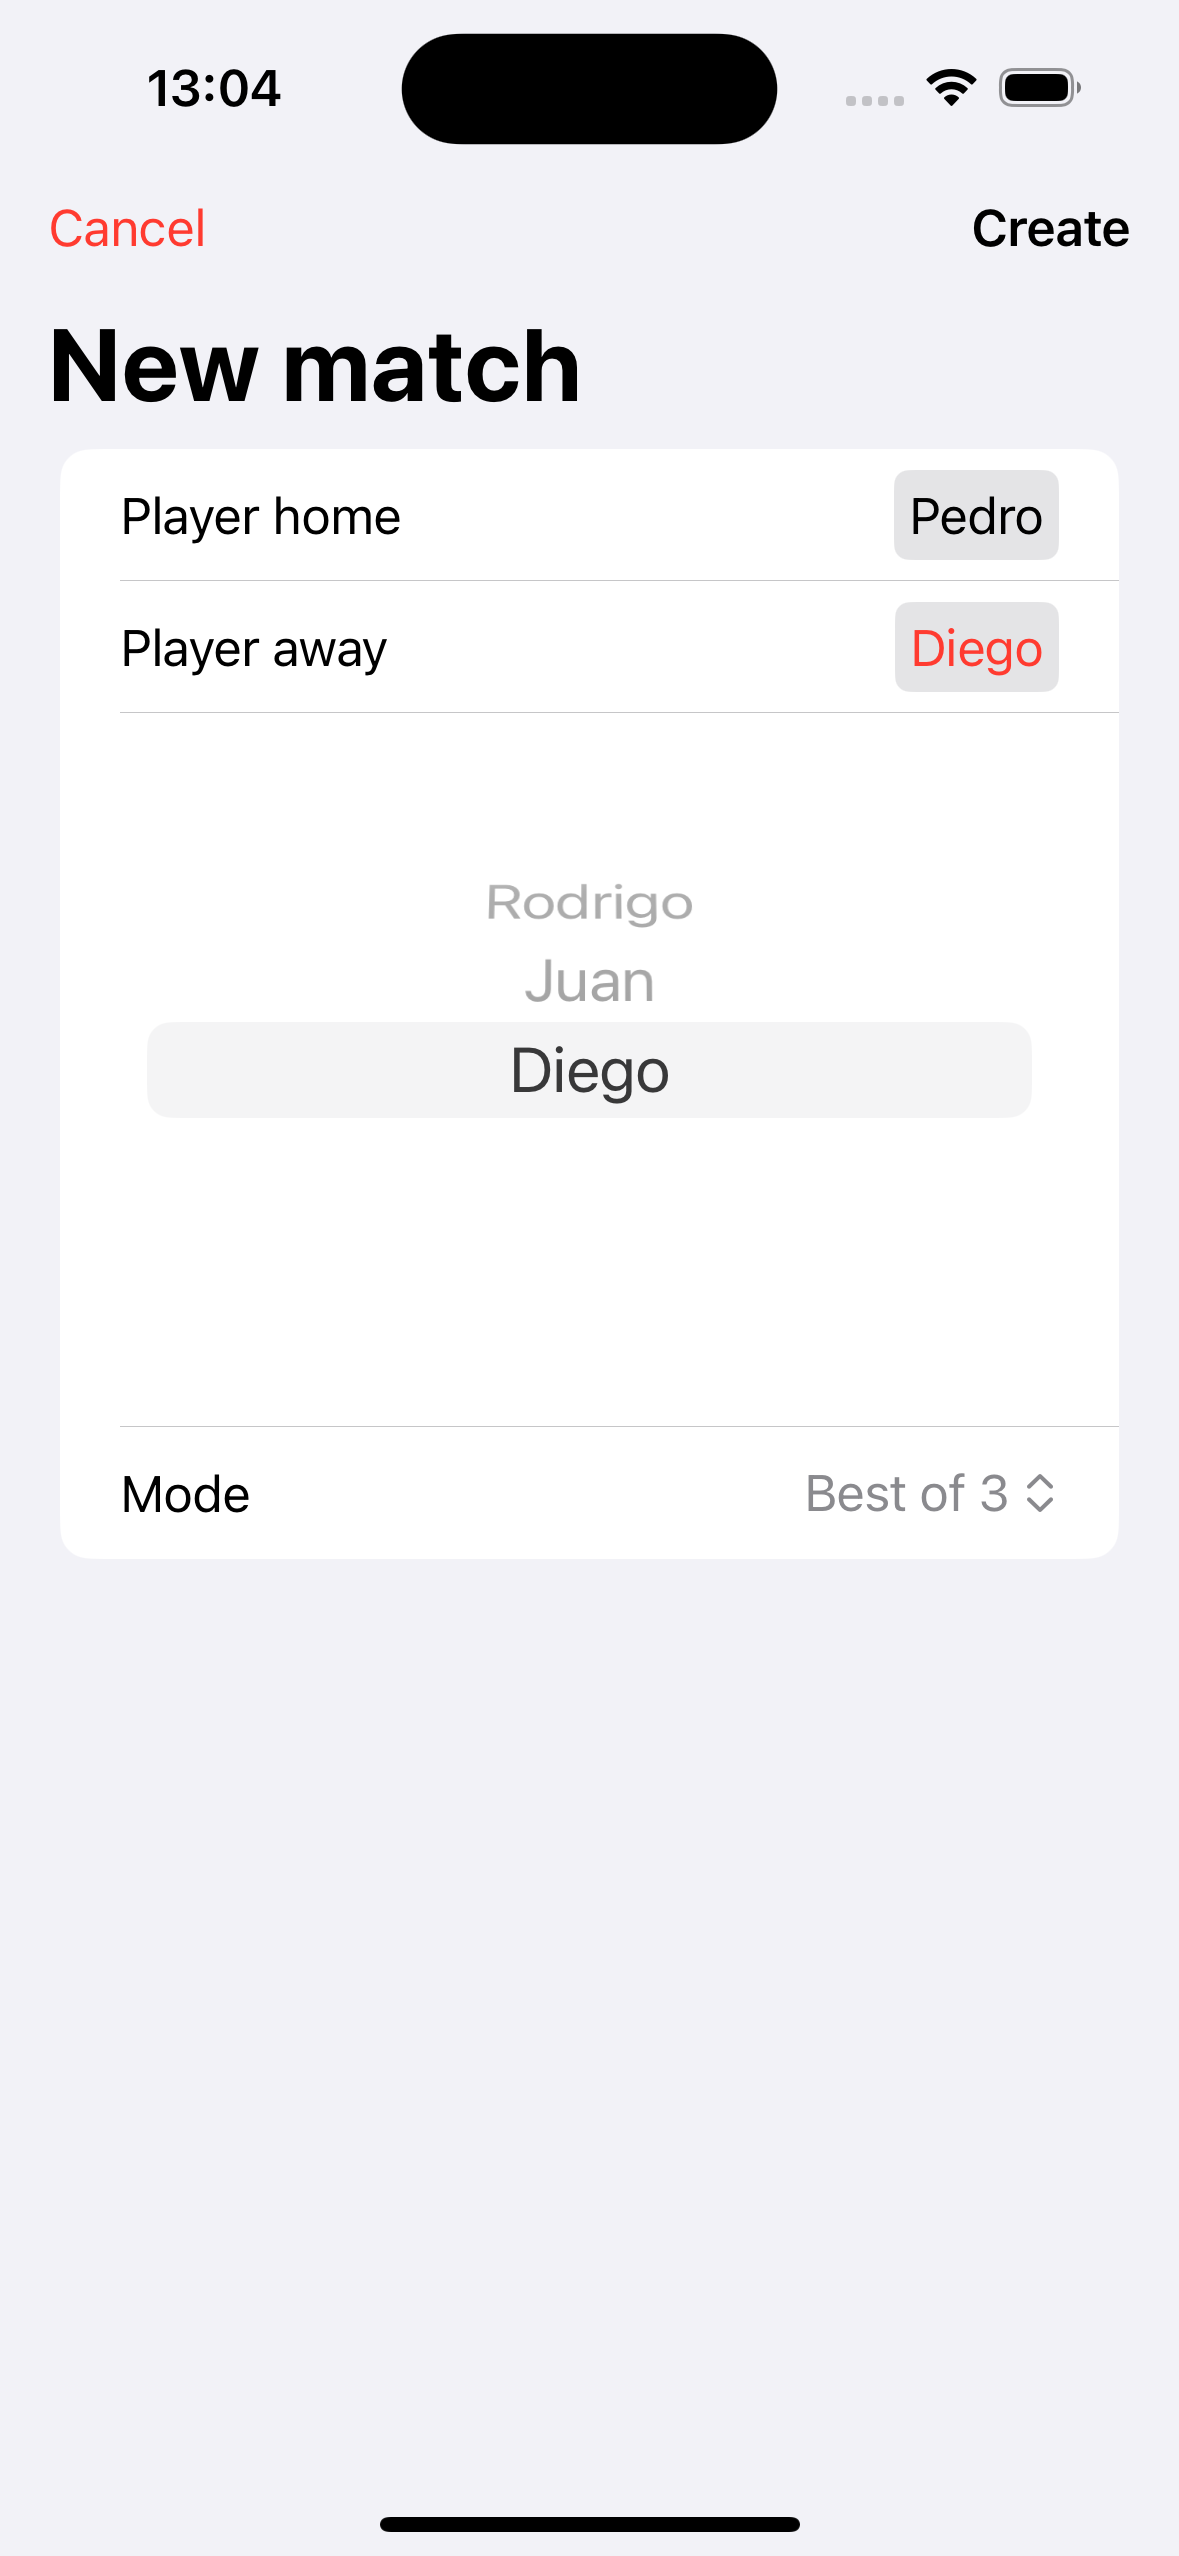 13:04
Cancel Create
New match
Player home Pedro
Player away Diego
Rodrigo
Juan
Diego
Mode Best of 3